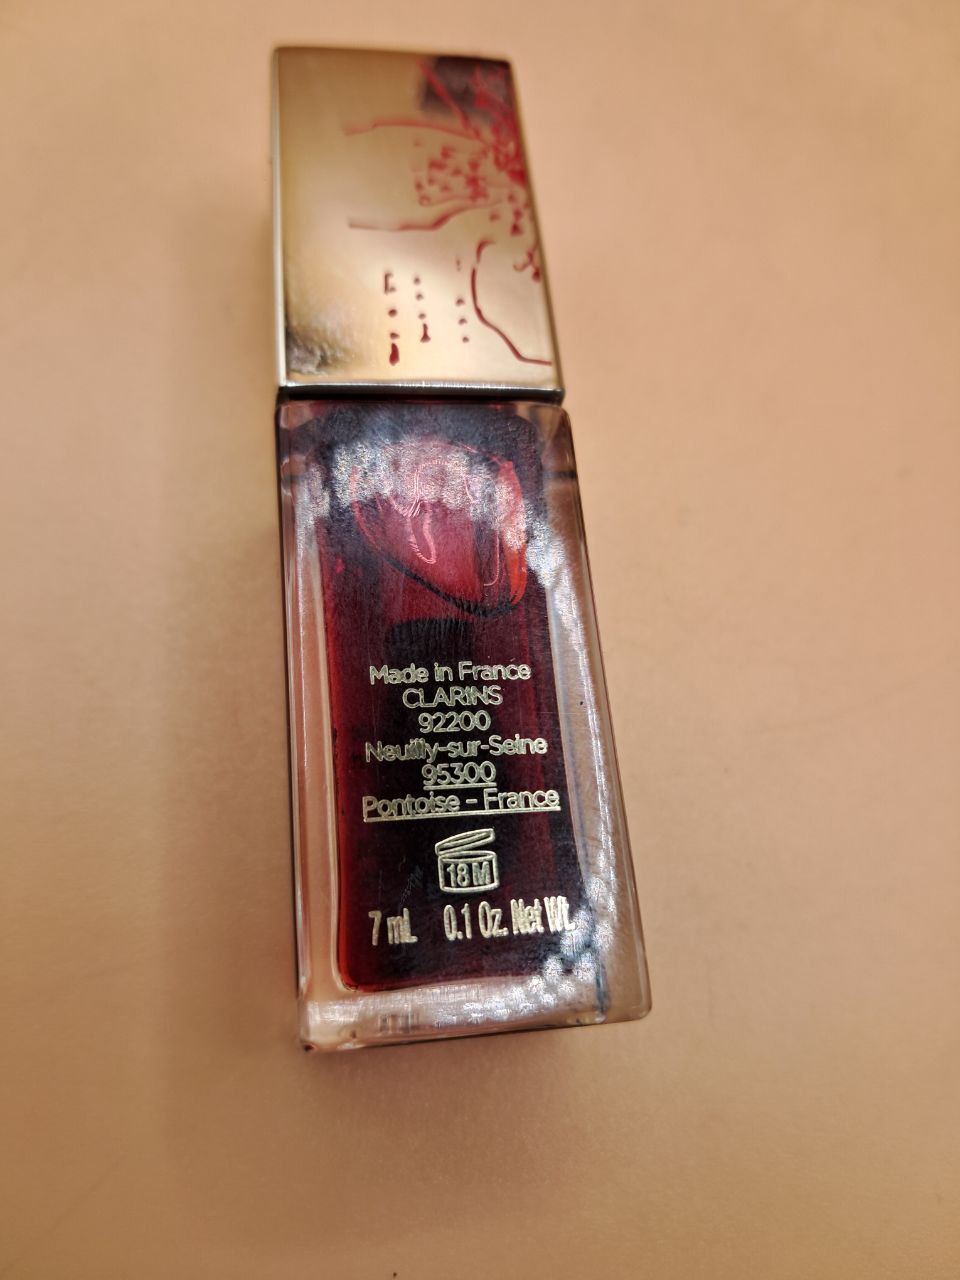 Made in France
CLARINS
92200
Neuilly-sur-Seine
95300
Pontoise - France
18 M
7 mL 0.1 Oz. Net Wt.